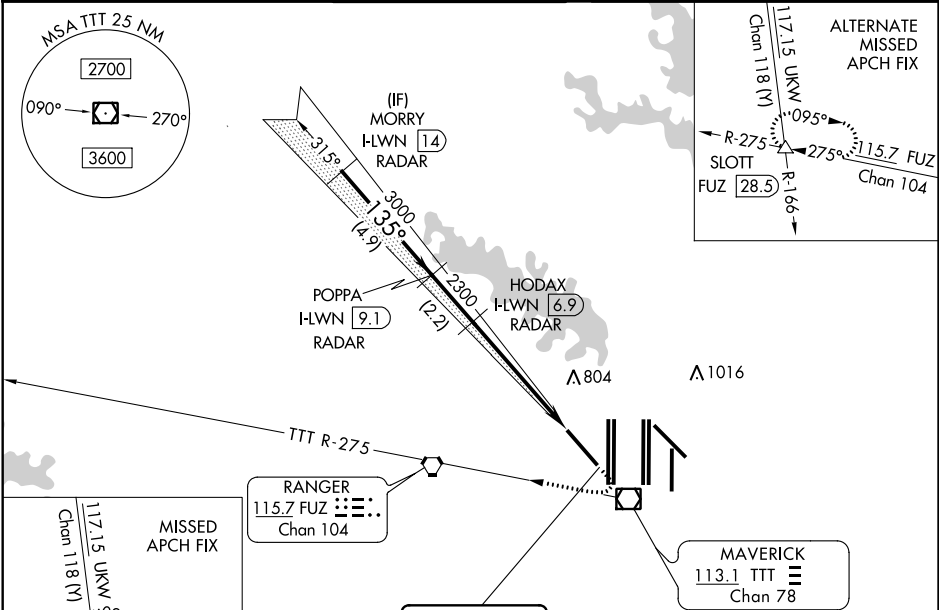 MSA TTT 25 NM
2700
090°
270°
3600
(IF)
MORRY
I-LWN 14
RADAR
315°
3000
135°
(4.9)
POPPA
I-LWN 9.1
RADAR
2300
(2.2)
HODAX
I-LWN 6.9
RADAR
804
1016
117.15 UKW
Chan 118 (Y)
ALTERNATE
MISSED
APCH FIX
095°
R-275
275°
115.7 FUZ
Chan 104
SLOTT
FUZ 28.5
R-166
TTT R-275
RANGER
115.7 FUZ
Chan 104
MAVERICK
113.1 TTT
Chan 78
117.15 UKW
Chan 118 (Y)
MISSED
APCH FIX